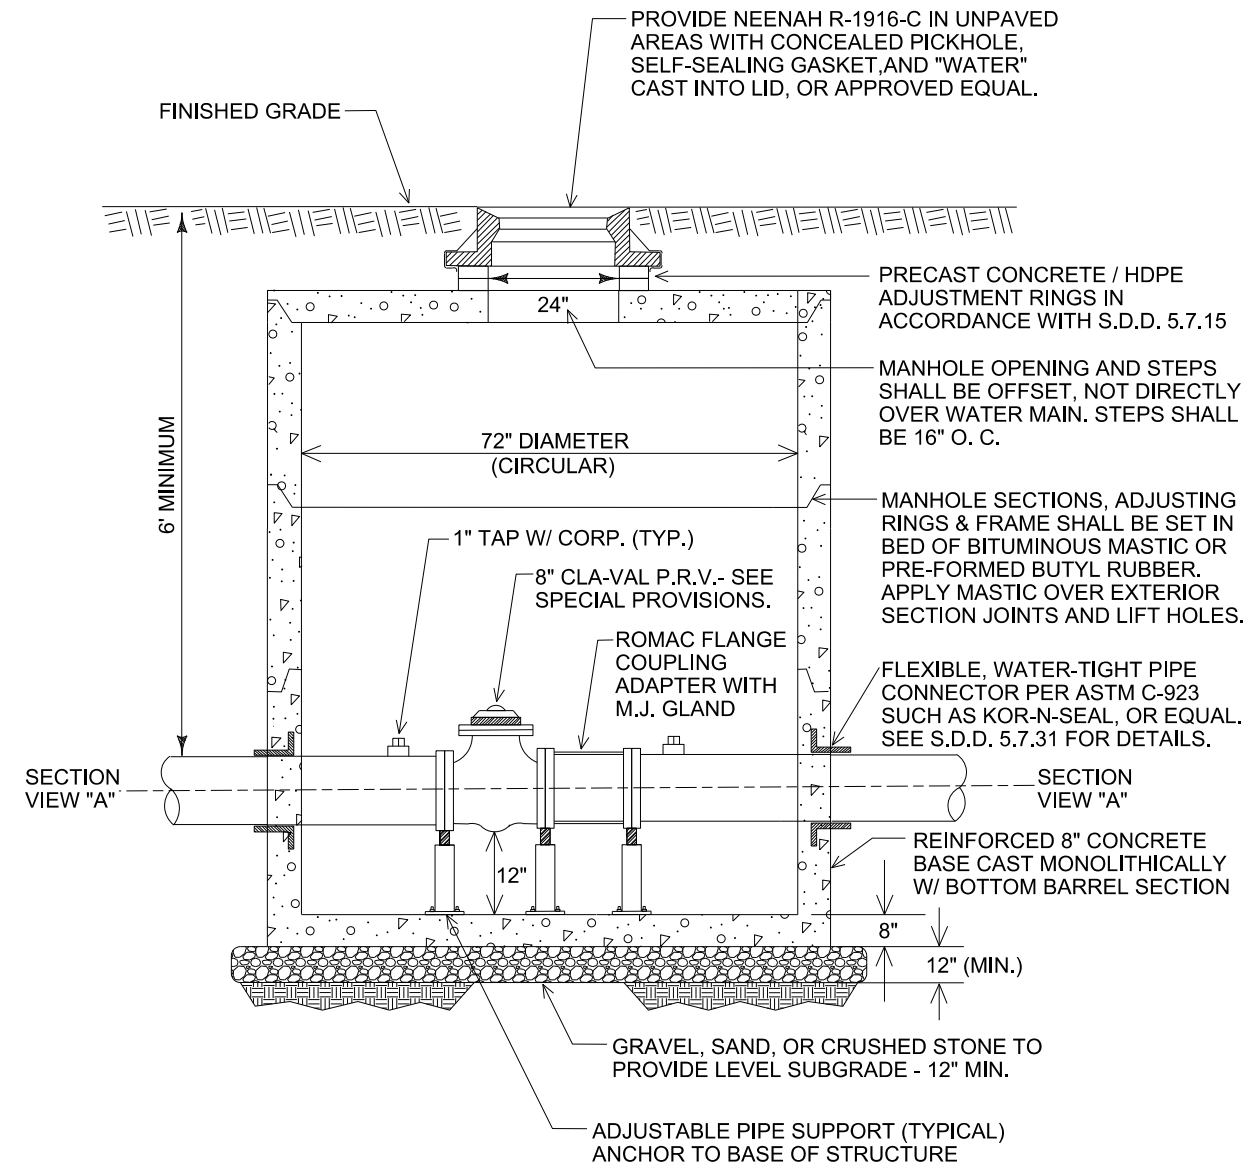 PROVIDE NEENAH R-1916-C IN UNPAVED
AREAS WITH CONCEALED PICKHOLE,
SELF-SEALING GASKET,AND "WATER"
CAST INTO LID, OR APPROVED EQUAL.
FINISHED GRADE
PRECAST CONCRETE / HDPE
ADJUSTMENT RINGS IN
ACCORDANCE WITH S.D.D. 5.7.15
24"
MANHOLE OPENING AND STEPS
SHALL BE OFFSET, NOT DIRECTLY
OVER WATER MAIN. STEPS SHALL
BE 16" O. C.
6' MINIMUM
72" DIAMETER
(CIRCULAR)
MANHOLE SECTIONS, ADJUSTING
RINGS & FRAME SHALL BE SET IN
BED OF BITUMINOUS MASTIC OR
PRE-FORMED BUTYL RUBBER.
APPLY MASTIC OVER EXTERIOR
SECTION JOINTS AND LIFT HOLES.
1" TAP W/ CORP. (TYP.)
8" CLA-VAL P.R.V.- SEE
SPECIAL PROVISIONS.
ROMAC FLANGE
COUPLING
ADAPTER WITH
M.J. GLAND
FLEXIBLE, WATER-TIGHT PIPE
CONNECTOR PER ASTM C-923
SUCH AS KOR-N-SEAL, OR EQUAL.
SEE S.D.D. 5.7.31 FOR DETAILS.
SECTION
VIEW "A"
SECTION
VIEW "A"
REINFORCED 8" CONCRETE
BASE CAST MONOLITHICALLY
W/ BOTTOM BARREL SECTION
12"
8"
12" (MIN.)
GRAVEL, SAND, OR CRUSHED STONE TO
PROVIDE LEVEL SUBGRADE - 12" MIN.
ADJUSTABLE PIPE SUPPORT (TYPICAL)
ANCHOR TO BASE OF STRUCTURE